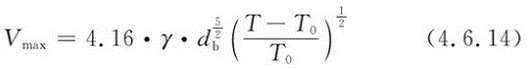 V_max = 4.16 · γ · d_b^{5/2} ((T − T_0)/T_0)^{1/2} (4.6.14)